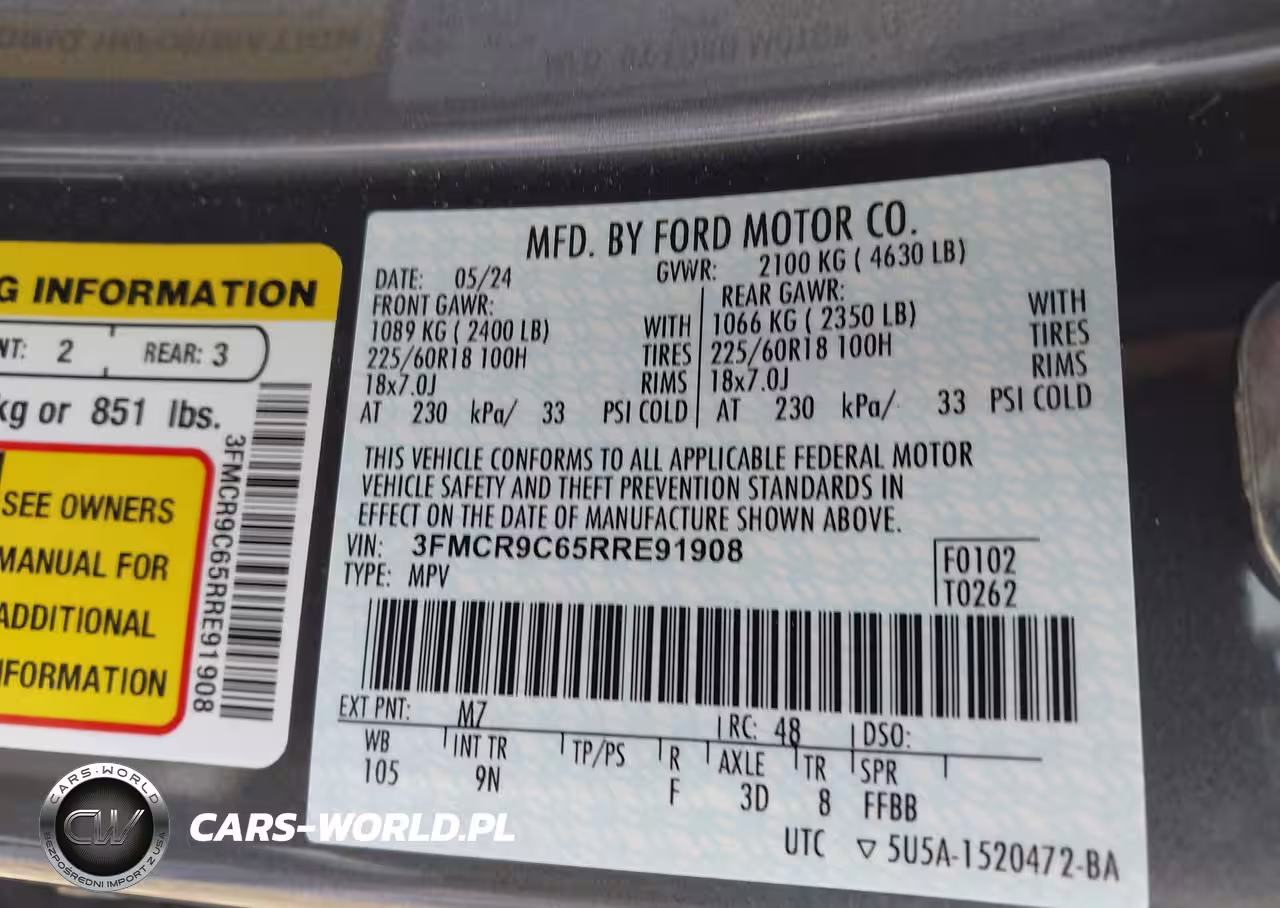 G INFORMATION
NT: 2 REAR: 3
kg or 851 lbs.
SEE OWNERS
MANUAL FOR
ADDITIONAL
INFORMATION
3FMCR9C65RRE91908
MFD. BY FORD MOTOR CO.
DATE: 05/24 GVWR: 2100 KG ( 4630 LB)
FRONT GAWR: REAR GAWR:
1089 KG ( 2400 LB) WITH 1066 KG ( 2350 LB) WITH
225/60R18 100H TIRES 225/60R18 100H TIRES
18x7.0J RIMS 18x7.0J RIMS
AT 230 kPa/ 33 PSI COLD AT 230 kPa/ 33 PSI COLD
THIS VEHICLE CONFORMS TO ALL APPLICABLE FEDERAL MOTOR
VEHICLE SAFETY AND THEFT PREVENTION STANDARDS IN
EFFECT ON THE DATE OF MANUFACTURE SHOWN ABOVE.
VIN: 3FMCR9C65RRE91908 F0102
TYPE: MPV T0262
EXT PNT: M7 RC: 48 DSO:
WB INT TR TP/PS R AXLE TR SPR
105 9N F 3D 8 FFBB
UTC ▽ 5U5A-1520472-BA
CARS-WORLD
CW
BEZPOŚREDNI IMPORT Z USA
CARS-WORLD.PL